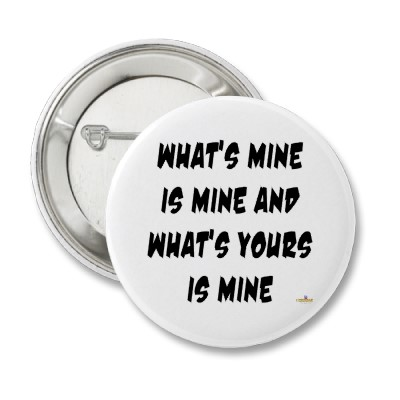 WHAT'S MINE
IS MINE AND
WHAT'S YOURS
IS MINE